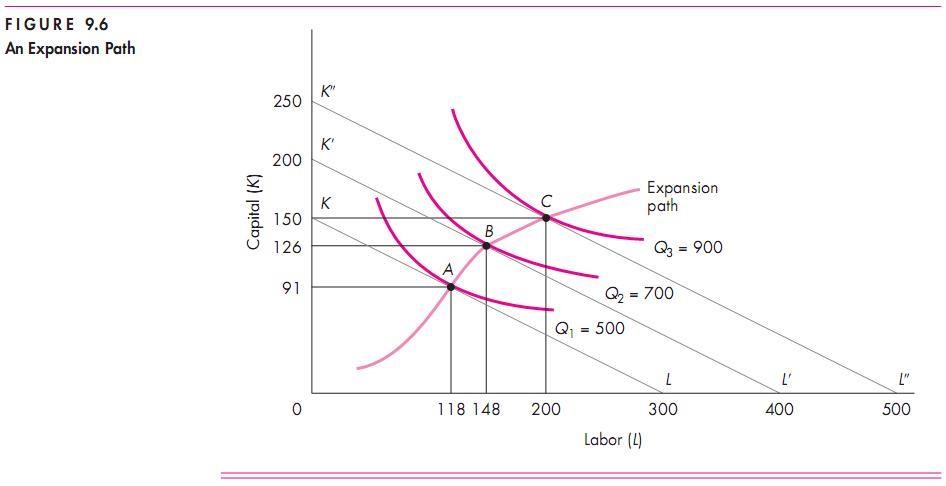 FIGURE 9.6
An Expansion Path
Capital (K)
250
200
150
126
91
0
K"
K'
K
A
B
C
Expansion
path
Q₃ = 900
Q₂ = 700
Q₁ = 500
L
L'
L"
118 148 200 300 400 500
Labor (L)